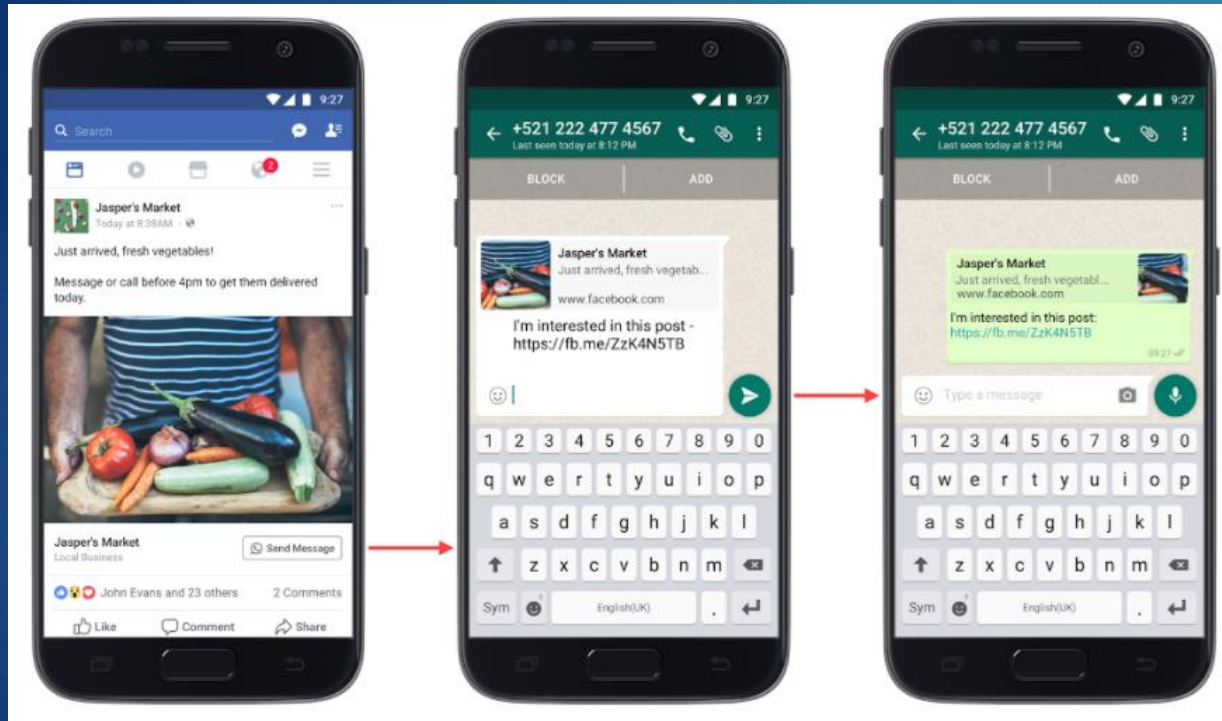 9:27
Search
2
Jasper's Market
Today at 8:38AM
Just arrived, fresh vegetables!
Message or call before 4pm to get them delivered
today.
Jasper's Market
Local Business
Send Message
John Evans and 23 others 2 Comments
Like Comment Share
9:27
+521 222 477 4567
Last seen today at 8:12 PM
BLOCK ADD
Jasper's Market
Just arrived, fresh vegetab...
www.facebook.com
I'm interested in this post -
https://fb.me/ZzK4N5TB
1 2 3 4 5 6 7 8 9 0
q w e r t y u i o p
a s d f g h j k l
z x c v b n m
Sym English(UK) .
9:27
+521 222 477 4567
Last seen today at 8:12 PM
BLOCK ADD
Jasper's Market
Just arrived, fresh vegetabl...
www.facebook.com
I'm interested in this post:
https://fb.me/ZzK4N5TB
09:27
Type a message
1 2 3 4 5 6 7 8 9 0
q w e r t y u i o p
a s d f g h j k l
z x c v b n m
Sym English(UK) .